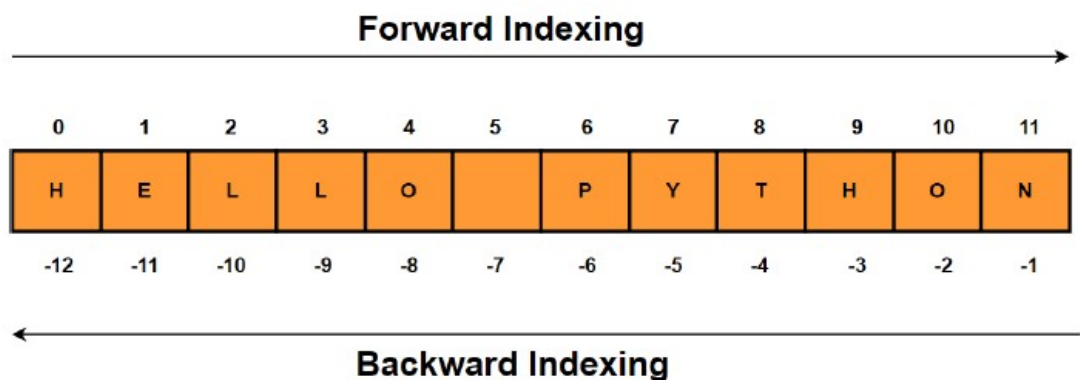 Forward Indexing
0 1 2 3 4 5 6 7 8 9 10 11
H E L L O P Y T H O N
-12 -11 -10 -9 -8 -7 -6 -5 -4 -3 -2 -1
Backward Indexing